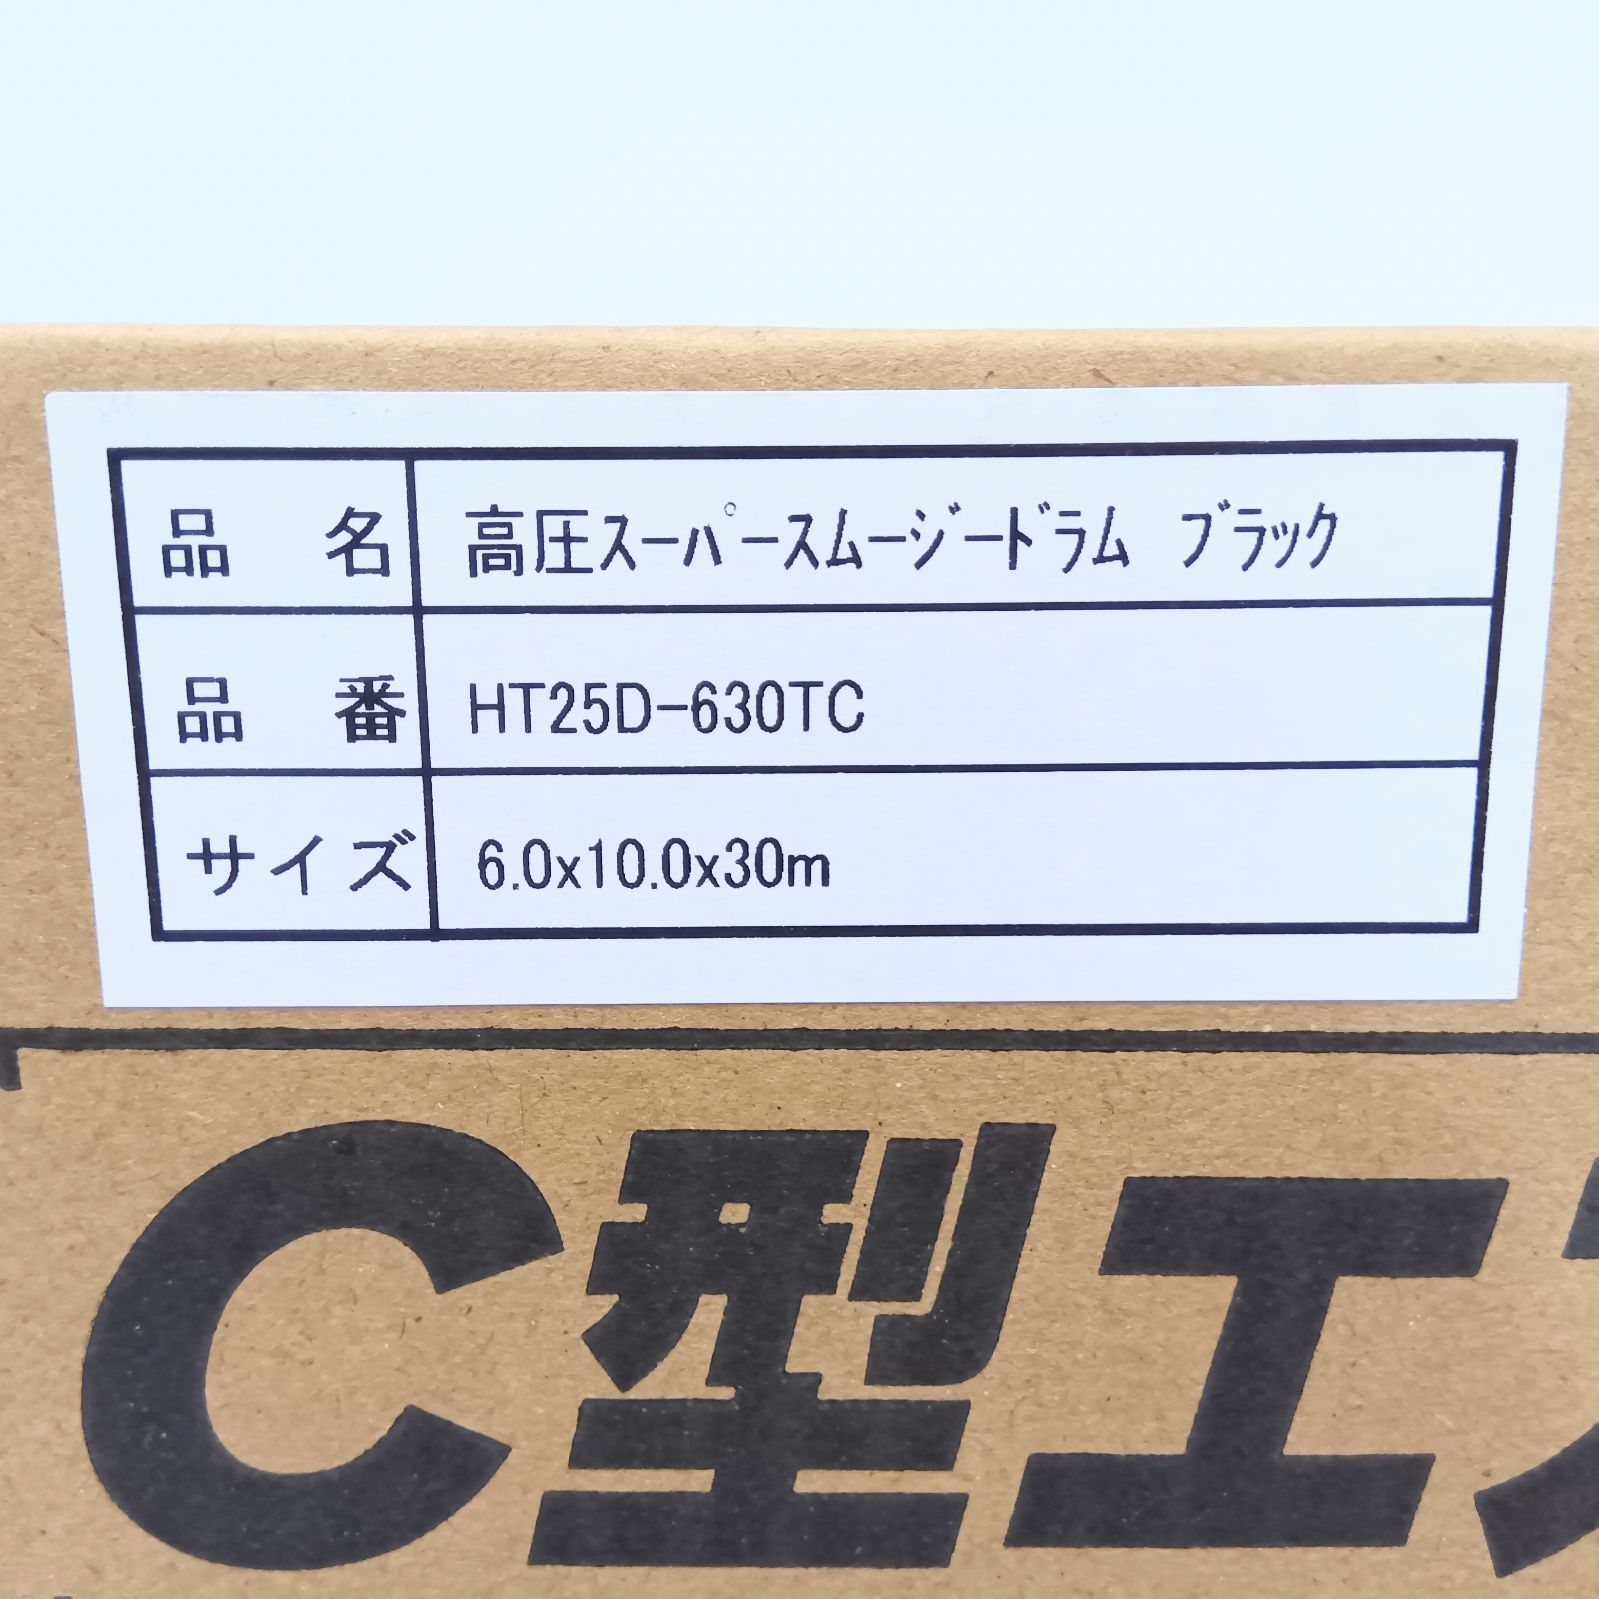 品名 高圧ｽｰﾊﾟｰｽﾑｰｼﾞｰﾄﾞﾗﾑ ﾌﾞﾗｯｸ
品番 HT25D-630TC
サイズ 6.0x10.0x30m
C型エ